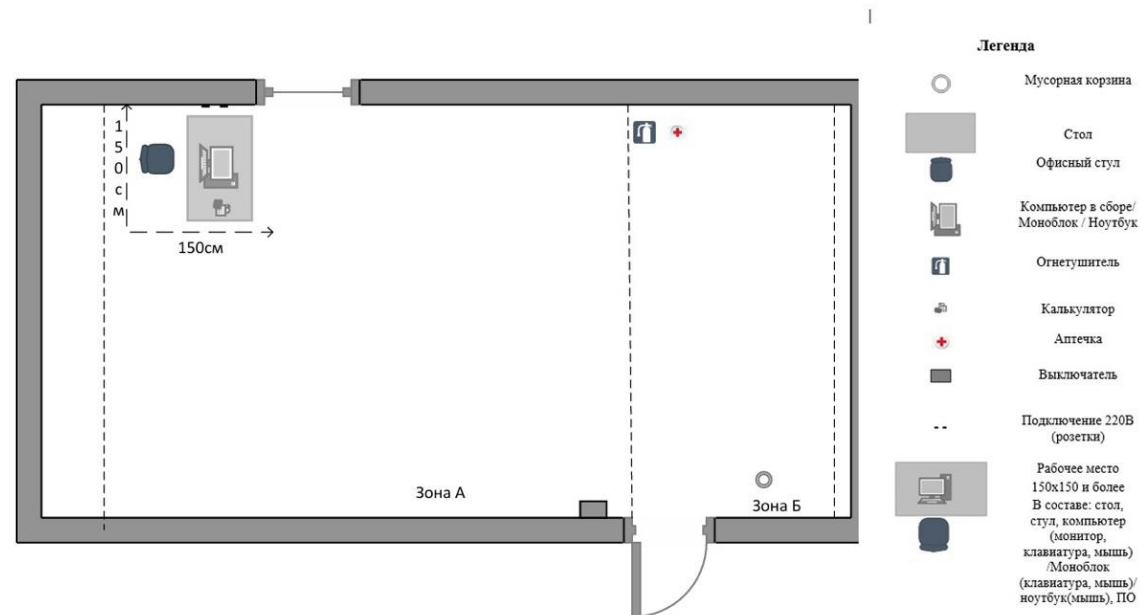 1
5
0
с
м
150см
Зона А
Зона Б
Легенда
Мусорная корзина
Стол
Офисный стул
Компьютер в сборе/
Моноблок / Ноутбук
Огнетушитель
Калькулятор
Аптечка
Выключатель
Подключение 220В
(розетки)
Рабочее место
150х150 и более
В составе: стол,
стул, компьютер
(монитор,
клавиатура, мышь)
/Моноблок
(клавиатура, мышь)/
ноутбук(мышь), ПО